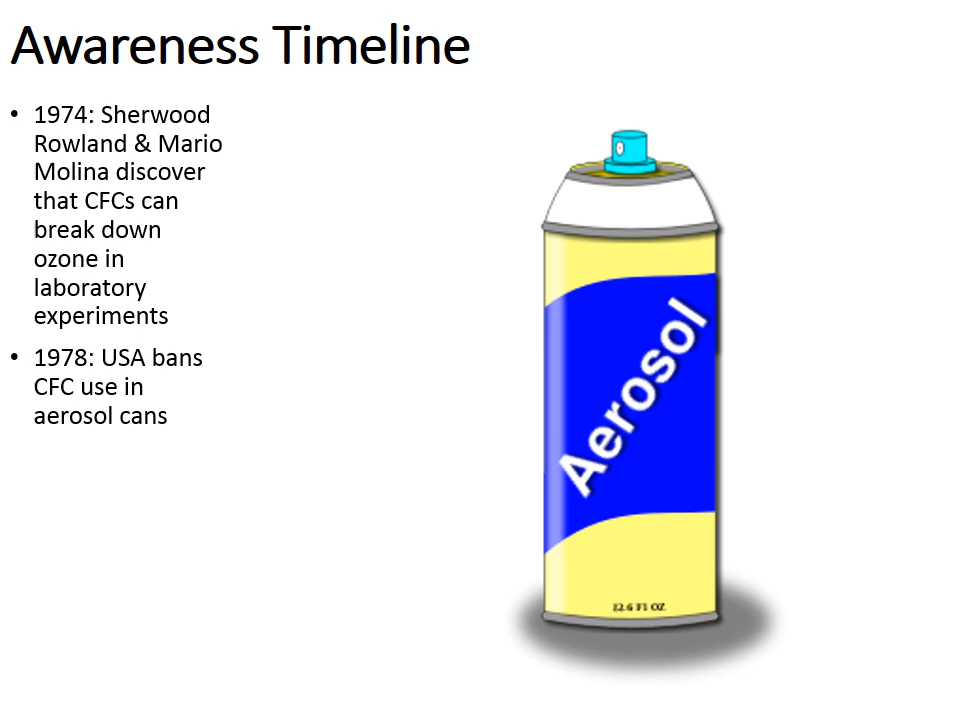 Awareness Timeline
• 1974: Sherwood
Rowland & Mario
Molina discover
that CFCs can
break down
ozone in
laboratory
experiments
• 1978: USA bans
CFC use in
aerosol cans
Aerosol
12.6 Fl OZ